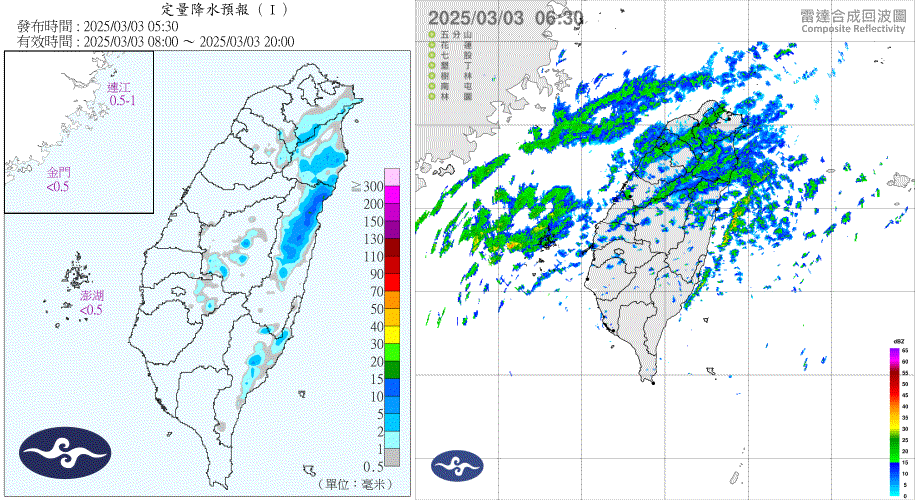 定量降水預報 ( I )
發布時間 : 2025/03/03 05:30
有效時間 : 2025/03/03 08:00 ~ 2025/03/03 20:00
連江
0.5-1
金門
<0.5
澎湖
<0.5
≥
300
200
150
130
110
90
70
50
40
30
20
15
10
5
2
1
0.5
(單位：毫米)
2025/03/03 06:30
雷達合成回波圖
Composite Reflectivity
五分山
花蓮
七股
墾丁
樹林
南屯
林園
dBZ
65
60
55
50
45
40
35
30
25
20
15
10
5
0